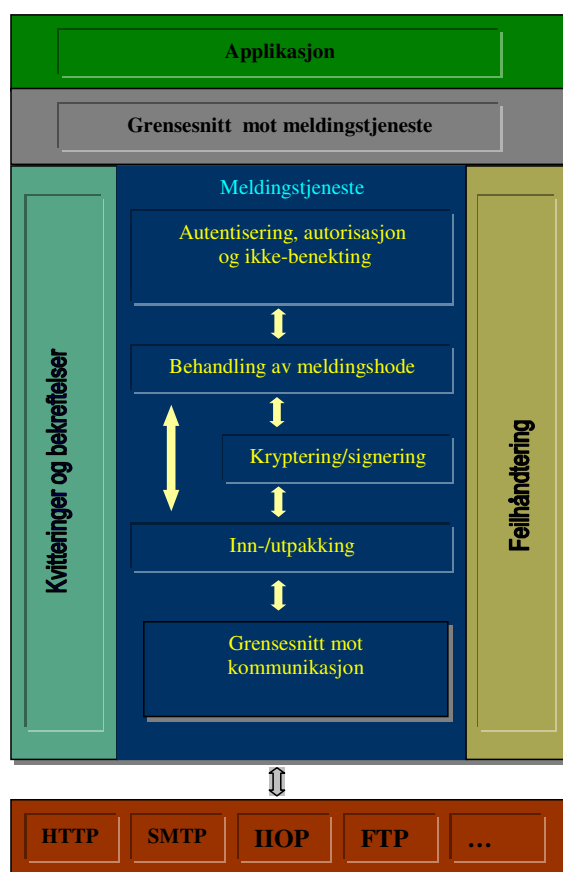 Applikasjon
Grensesnitt mot meldingstjeneste
Meldingstjeneste
Autentisering, autorisasjon
og ikke-benekting
Behandling av meldingshode
Kryptering/signering
Inn-/utpakking
Grensesnitt mot
kommunikasjon
Kvitteringer og bekreftelser
Feilhåndtering
HTTP
SMTP
IIOP
FTP
…